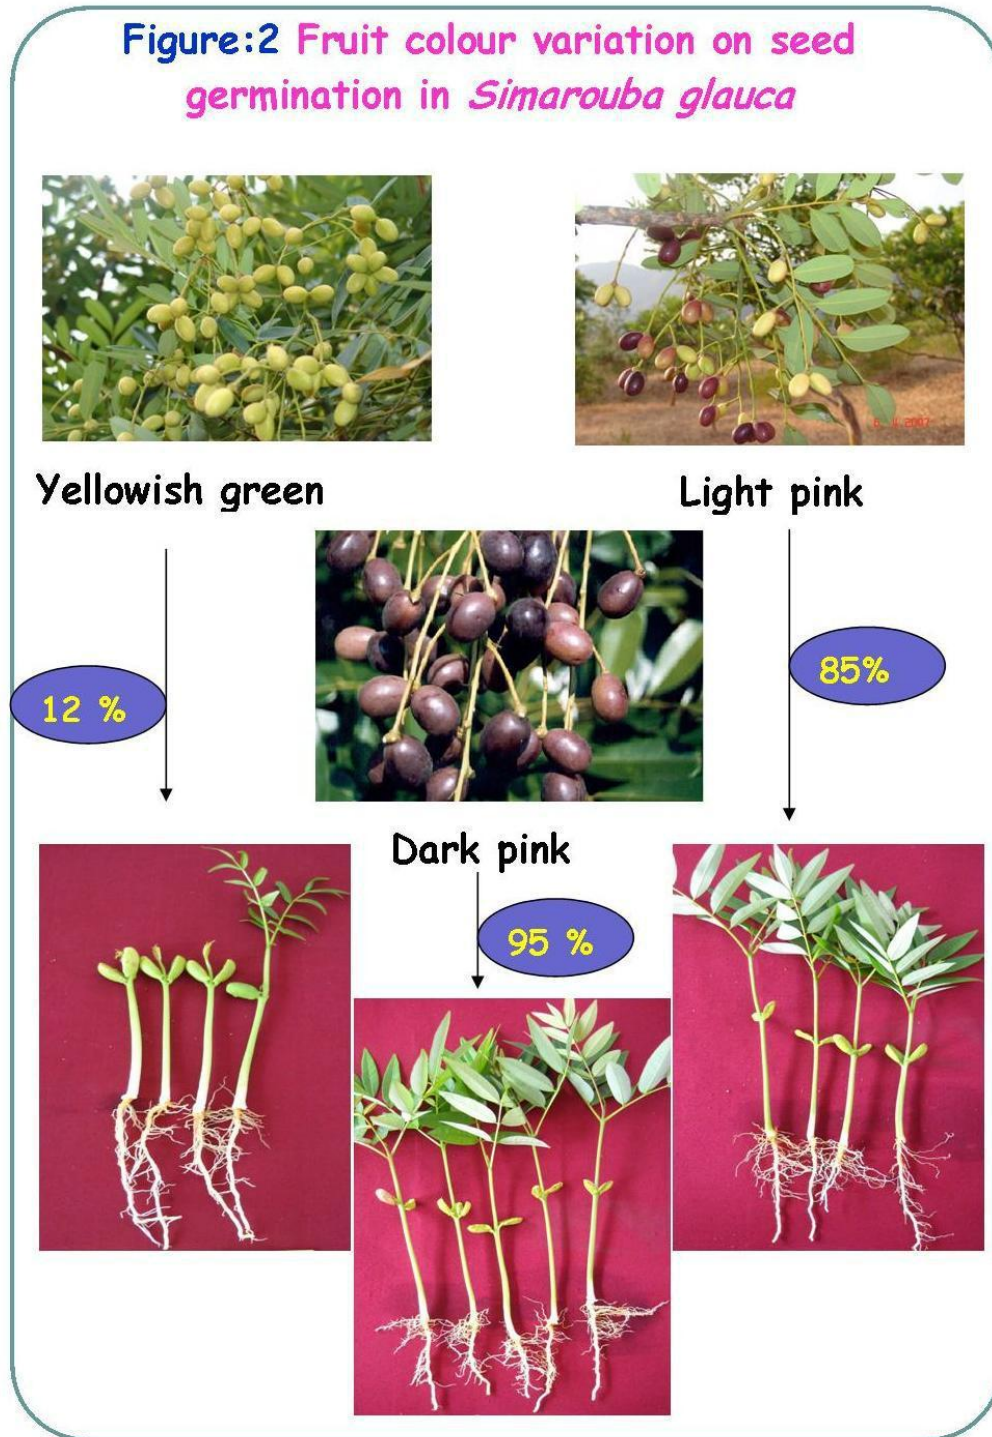 Figure:2 Fruit colour variation on seed
germination in Simarouba glauca
Yellowish green
Light pink
12 %
85%
Dark pink
95 %